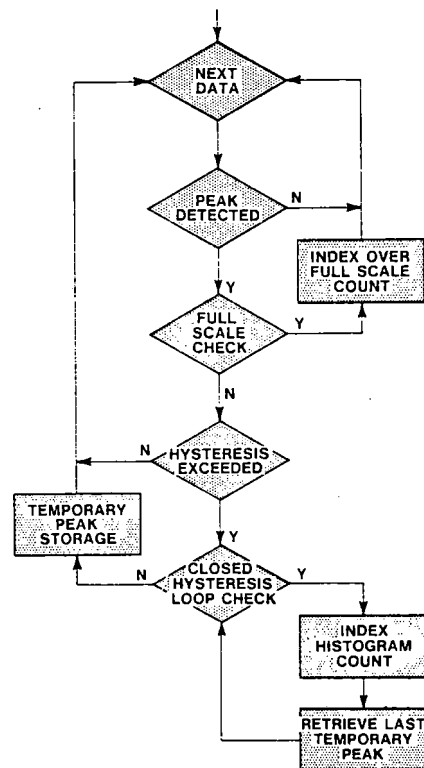 NEXT
DATA
PEAK
DETECTED
N
INDEX OVER
FULL SCALE
COUNT
Y
FULL
SCALE
CHECK
Y
N
N
HYSTERESIS
EXCEEDED
TEMPORARY
PEAK
STORAGE
Y
N
CLOSED
HYSTERESIS
LOOP CHECK
Y
INDEX
HISTOGRAM
COUNT
RETRIEVE LAST
TEMPORARY
PEAK